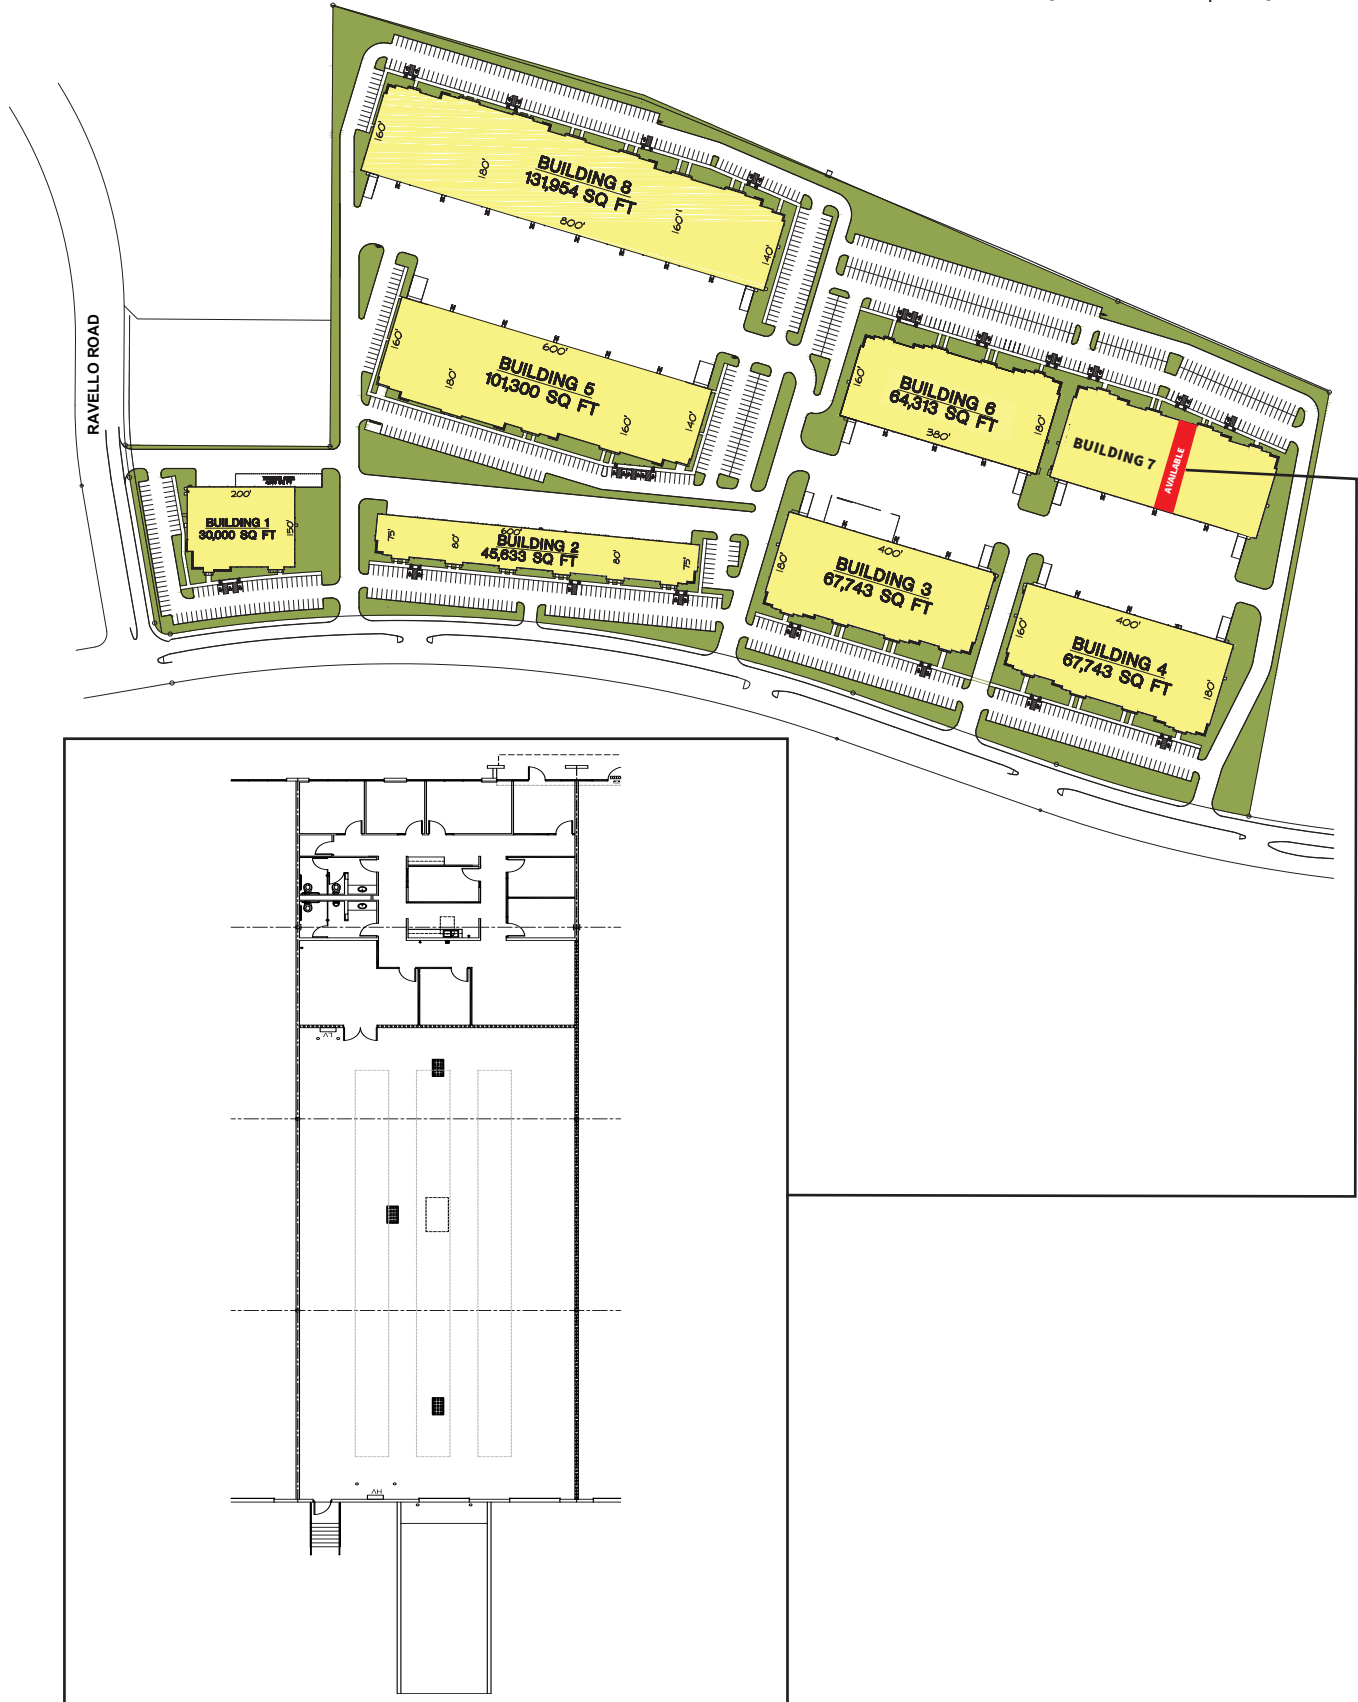 160'
180'
BUILDING 8
131,954 SQ FT
800'
160'
140'
RAVELLO ROAD
160'
180'
600'
BUILDING 5
101,300 SQ FT
160'
140'
160'
BUILDING 6
64,313 SQ FT
380'
180'
BUILDING 7
AVAILABLE
200'
BUILDING 1
30,000 SQ FT
150'
75'
80'
600'
BUILDING 2
45,633 SQ FT
80'
75'
180'
400'
BUILDING 3
67,743 SQ FT
160'
400'
BUILDING 4
67,743 SQ FT
180'
LV
HV